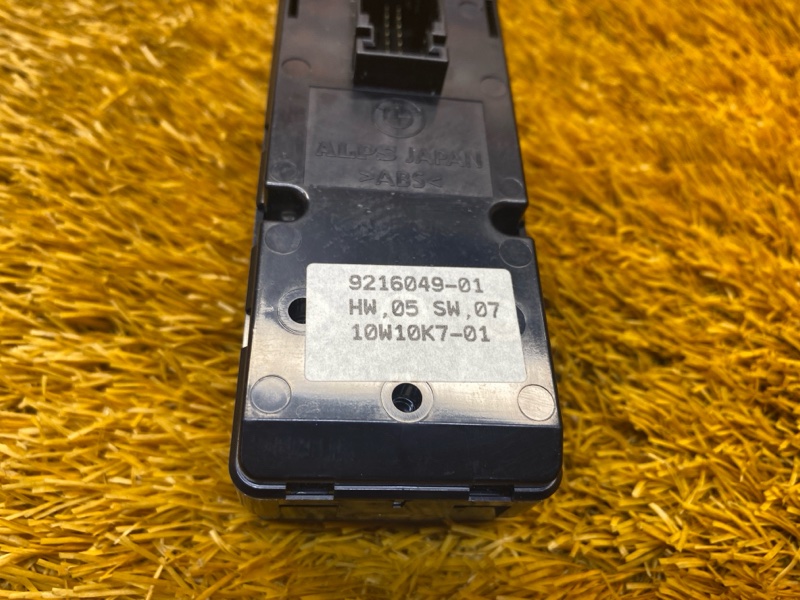 ALPS JAPAN
>ABS<
9216049-01
HW,05 SW,07
10W10K7-01